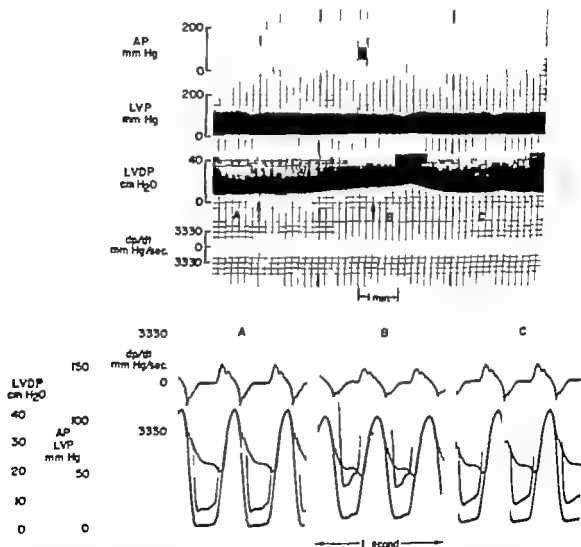 200
AP
mm Hg
0
200
LVP
mm Hg
0
40
LVDP
cm H2O
0
A B C
3330
dp/dt 0
mm Hg/sec.
3330
1 min.
3330 A B C
dp/dt
mm Hg/sec.
150
LVDP
cm H2O
0
40 100 3330
30 AP
LVP
mm Hg
20 50
10
0 0